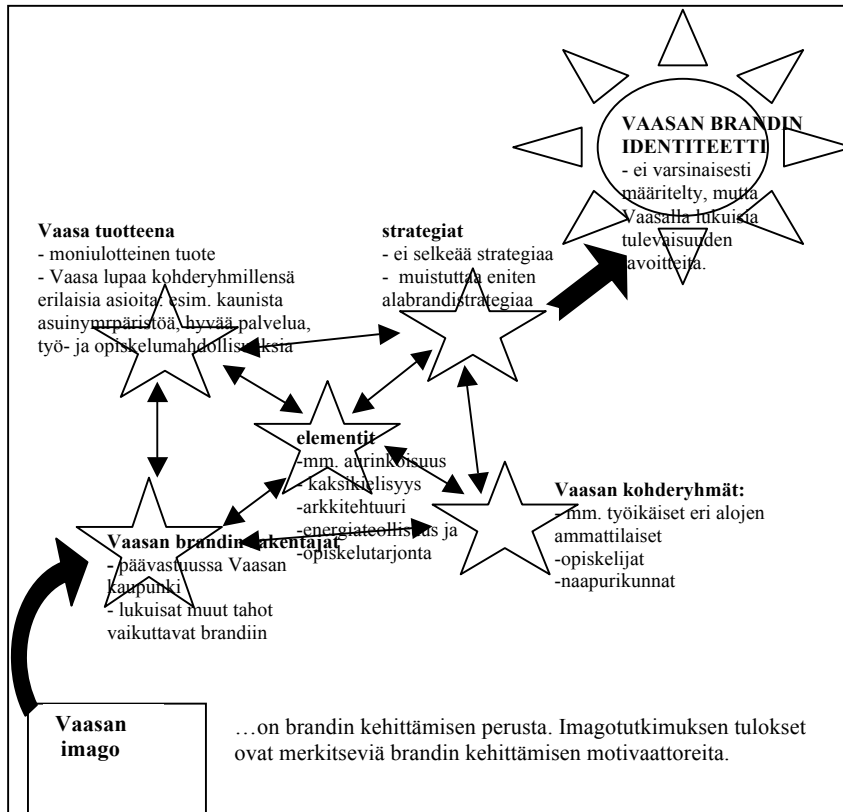 VAASAN BRANDIN
IDENTITEETTI
- ei varsinaisesti
määritelty, mutta
Vaasalla lukuisia
tulevaisuuden
tavoitteita.
Vaasa tuotteena
- moniulotteinen tuote
- Vaasa lupaa kohderyhmillensä
erilaisia asioita: esim. kaunista
asuinymrpäristöä, hyvää palvelua,
työ- ja opiskelumahdollisuuksia
strategiat
- ei selkeää strategiaa
- muistuttaa eniten
alabrandistrategiaa
elementit
-mm. aurinkoisuus
- kaksikielisyys
-arkkitehtuuri
-energiateollisuus ja
-opiskelutarjonta
Vaasan kohderyhmät:
- mm. työikäiset eri alojen
ammattilaiset
-opiskelijat
-naapurikunnat
Vaasan brandin rakentajat
- päävastuussa Vaasan
kaupunki
- lukuisat muut tahot
vaikuttavat brandiin
Vaasan
imago
…on brandin kehittämisen perusta. Imagotutkimuksen tulokset
ovat merkitseviä brandin kehittämisen motivaattoreita.